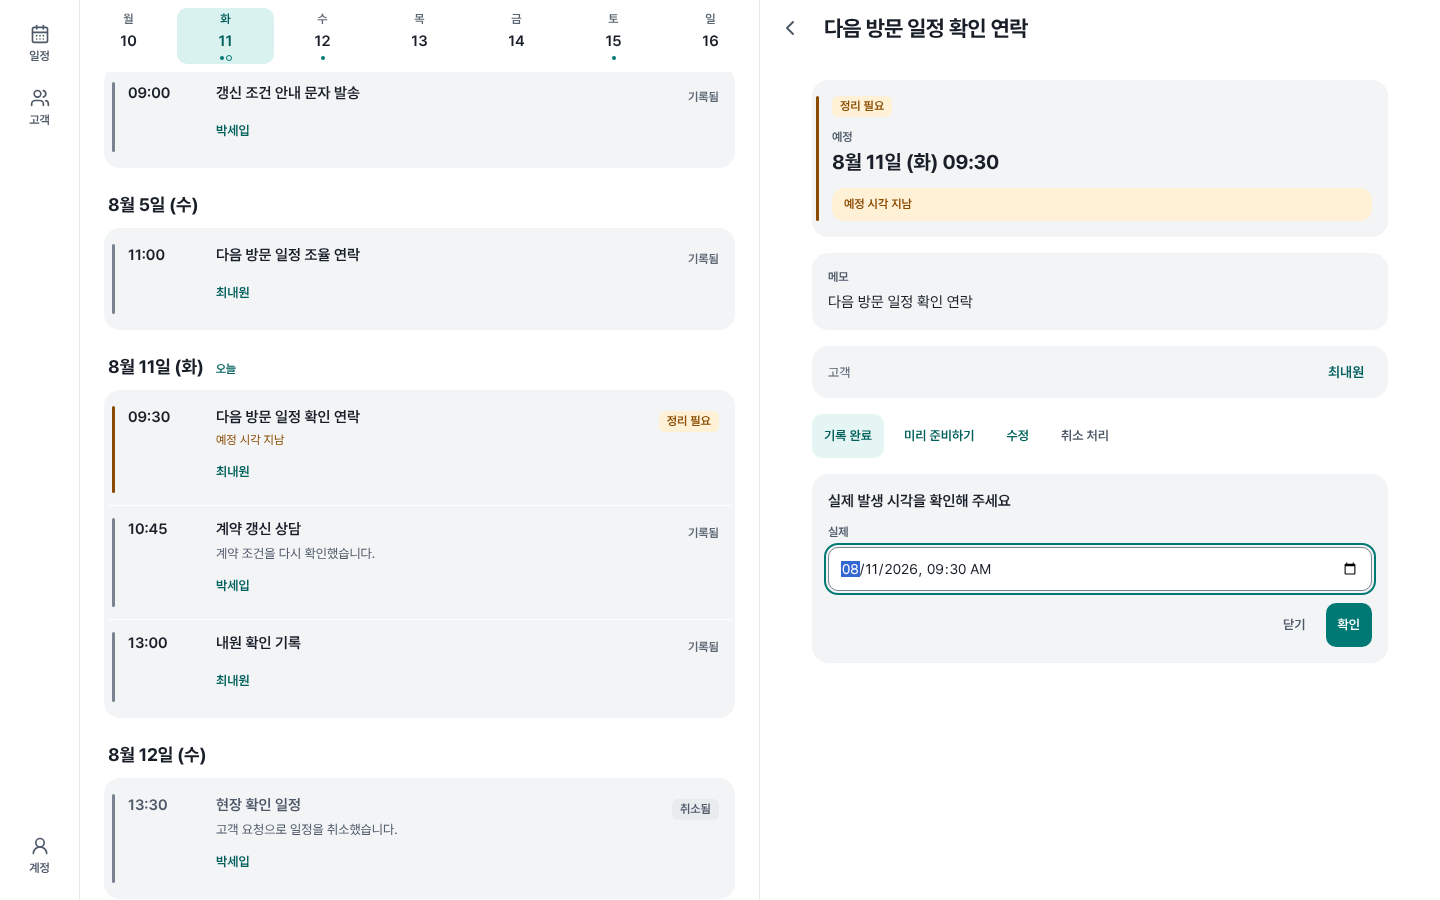 일정
고객
계정
월
10
화
11
수
12
목
13
금
14
토
15
일
16
09:00
갱신 조건 안내 문자 발송
기록됨
박세입
8월 5일 (수)
11:00
다음 방문 일정 조율 연락
기록됨
최내원
8월 11일 (화) 오늘
09:30
다음 방문 일정 확인 연락
정리 필요
예정 시각 지남
최내원
10:45
계약 갱신 상담
기록됨
계약 조건을 다시 확인했습니다.
박세입
13:00
내원 확인 기록
기록됨
최내원
8월 12일 (수)
13:30
현장 확인 일정
취소됨
고객 요청으로 일정을 취소했습니다.
박세입
다음 방문 일정 확인 연락
정리 필요
예정
8월 11일 (화) 09:30
예정 시각 지남
메모
다음 방문 일정 확인 연락
고객
최내원
기록 완료
미리 준비하기
수정
취소 처리
실제 발생 시각을 확인해 주세요
실제
08/11/2026, 09:30 AM
닫기
확인